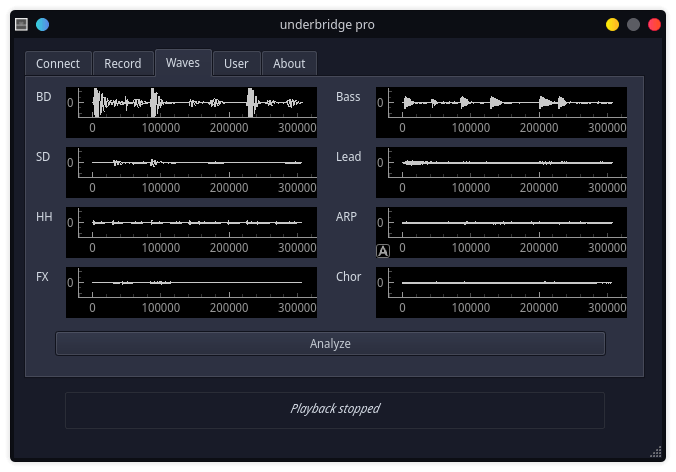 underbridge pro
Connect Record Waves User About
BD 0 0 100000 200000 300000
Bass 0 0 100000 200000 300000
SD 0 0 100000 200000 300000
Lead 0 0 100000 200000 300000
HH 0 0 100000 200000 300000
ARP 0 A 0 100000 200000 300000
FX 0 0 100000 200000 300000
Chor 0 0 100000 200000 300000
Analyze
Playback stopped